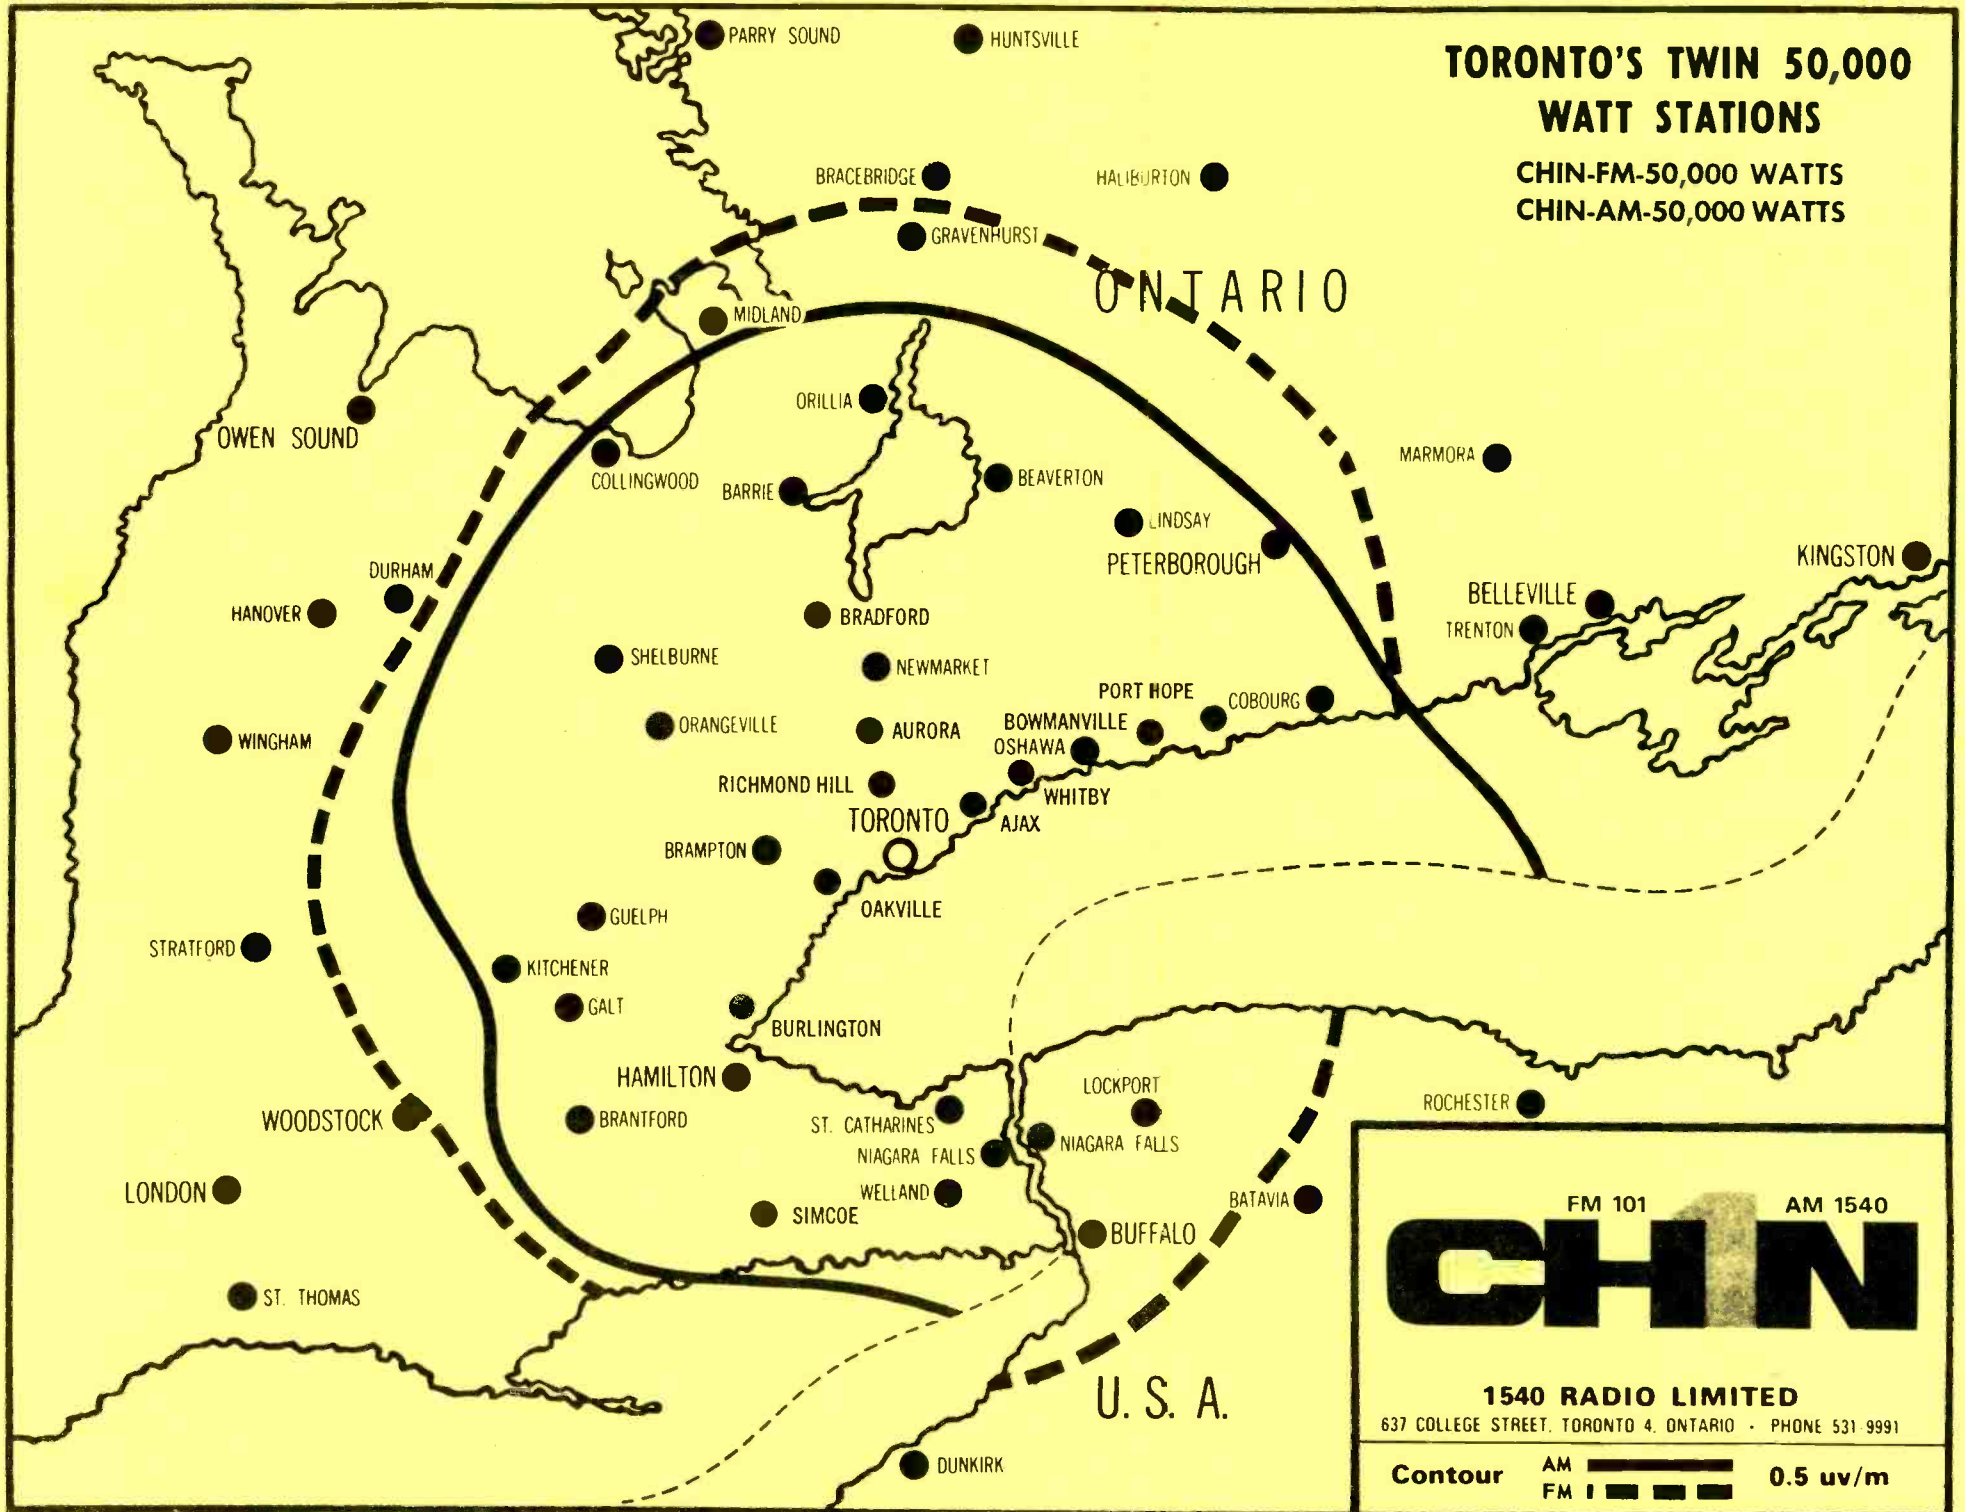 PARRY SOUND
HUNTSVILLE
TORONTO'S TWIN 50,000
WATT STATIONS
CHIN-FM-50,000 WATTS
CHIN-AM-50,000 WATTS
BRACEBRIDGE
HALIBURTON
GRAVENHURST
ONTARIO
MIDLAND
ORILLIA
OWEN SOUND
COLLINGWOOD
BARRIE
BEAVERTON
MARMORA
LINDSAY
PETERBOROUGH
KINGSTON
DURHAM
HANOVER
BRADFORD
BELLEVILLE
TRENTON
SHELBURNE
NEWMARKET
PORT HOPE
COBOURG
ORANGEVILLE
AURORA
BOWMANVILLE
OSHAWA
WINGHAM
RICHMOND HILL
WHITBY
TORONTO
AJAX
BRAMPTON
OAKVILLE
GUELPH
STRATFORD
KITCHENER
GALT
BURLINGTON
HAMILTON
LOCKPORT
ROCHESTER
WOODSTOCK
BRANTFORD
ST. CATHARINES
NIAGARA FALLS
NIAGARA FALLS
LONDON
WELLAND
BATAVIA
SIMCOE
BUFFALO
ST. THOMAS
U.S.A.
DUNKIRK
FM 101 AM 1540
CH1N
1540 RADIO LIMITED
637 COLLEGE STREET, TORONTO 4, ONTARIO - PHONE 531-9991
Contour AM 0.5 uv/m
FM